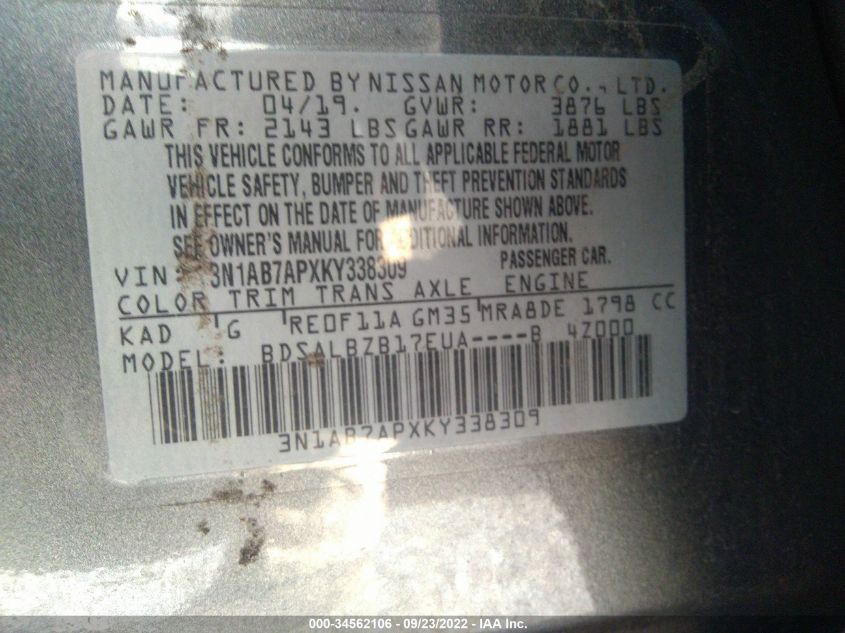 MANUFACTURED BY NISSAN MOTOR CO., LTD.
DATE: 04/19. GVWR: 3876 LBS
GAWR FR: 2143 LBS GAWR RR: 1881 LBS
THIS VEHICLE CONFORMS TO ALL APPLICABLE FEDERAL MOTOR
VEHICLE SAFETY, BUMPER AND THEFT PREVENTION STANDARDS
IN EFFECT ON THE DATE OF MANUFACTURE SHOWN ABOVE.
SEE OWNER'S MANUAL FOR ADDITIONAL INFORMATION.
VIN: 3N1AB7APXKY338309 PASSENGER CAR.
COLOR TRIM TRANS AXLE ENGINE
KAD G RE0F11A GM35 MRA8DE 1798 CC
MODEL: BDSALBZB17EUA----B 4Z000
3N1AB7APXKY338309
000-34562106 - 09/23/2022 - IAA Inc.